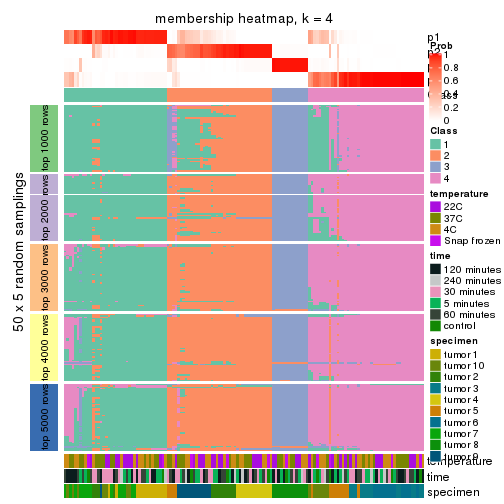 membership heatmap, k = 4
50 x 5 random samplings
top 1000 rows
top 2000 rows
top 3000 rows
top 4000 rows
top 5000 rows
p1
Prob
1
0.8
0.6
0.4
0.2
0
Class
1
2
3
4
temperature
22C
37C
4C
Snap frozen
time
120 minutes
240 minutes
30 minutes
5 minutes
60 minutes
control
specimen
tumor 1
tumor 10
tumor 2
tumor 3
tumor 4
tumor 5
tumor 6
tumor 7
tumor 8
tumor 9
temperature
time
specimen